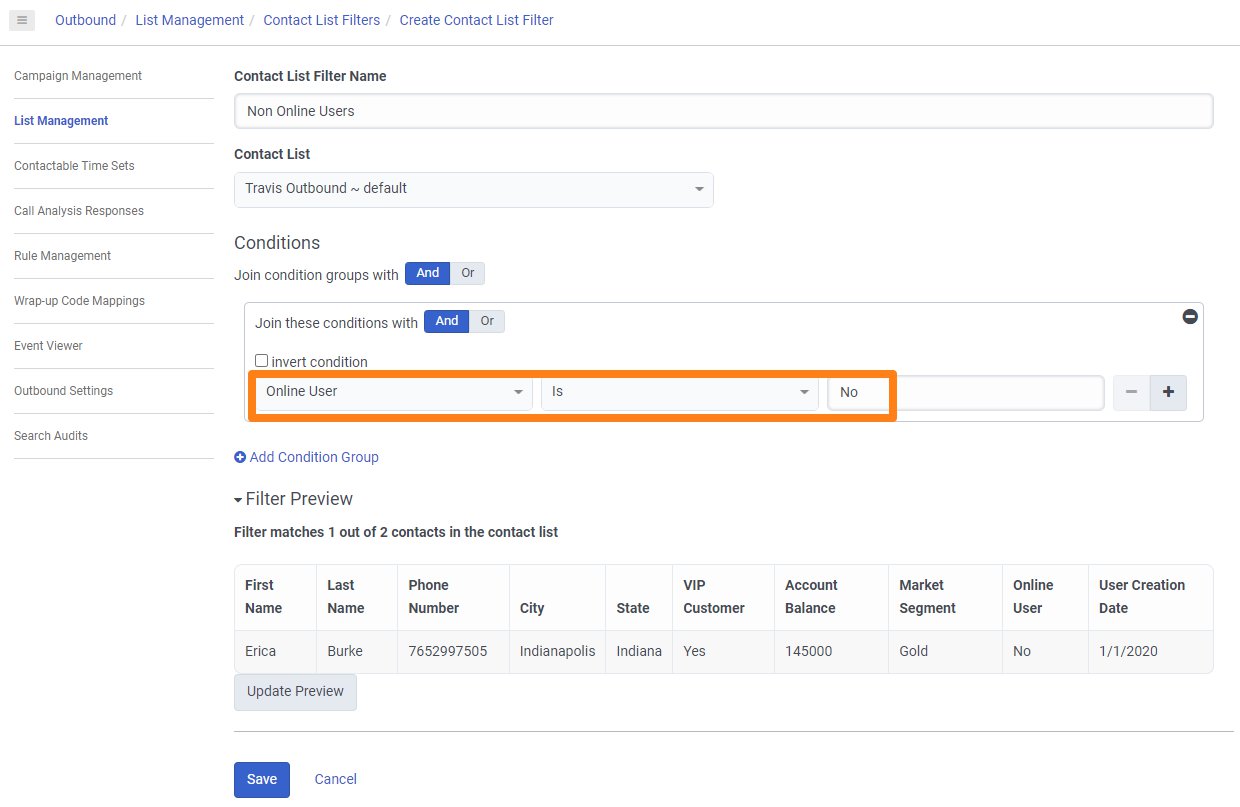 Outbound / List Management / Contact List Filters / Create Contact List Filter
Campaign Management
List Management
Contactable Time Sets
Call Analysis Responses
Rule Management
Wrap-up Code Mappings
Event Viewer
Outbound Settings
Search Audits
Contact List Filter Name
Non Online Users
Contact List
Travis Outbound ~ default
Conditions
Join condition groups with And Or
Join these conditions with And Or
invert condition
Online User Is No
Add Condition Group
Filter Preview
Filter matches 1 out of 2 contacts in the contact list
First Name Last Name Phone Number City State VIP Customer Account Balance Market Segment Online User User Creation Date
Erica Burke 7652997505 Indianapolis Indiana Yes 145000 Gold No 1/1/2020
Update Preview
Save Cancel